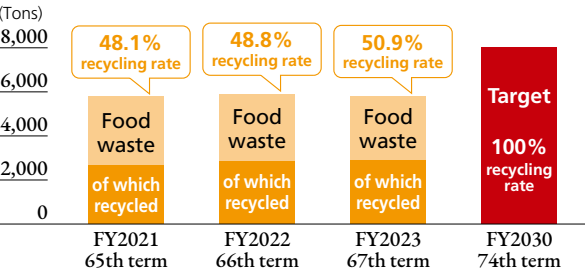 (Tons)
8,000
6,000
4,000
2,000
0
48.1%
recycling rate
48.8%
recycling rate
50.9%
recycling rate
Food
waste
of which
recycled
Food
waste
of which
recycled
Food
waste
of which
recycled
Target
100%
recycling
rate
FY2021
65th term
FY2022
66th term
FY2023
67th term
FY2030
74th term